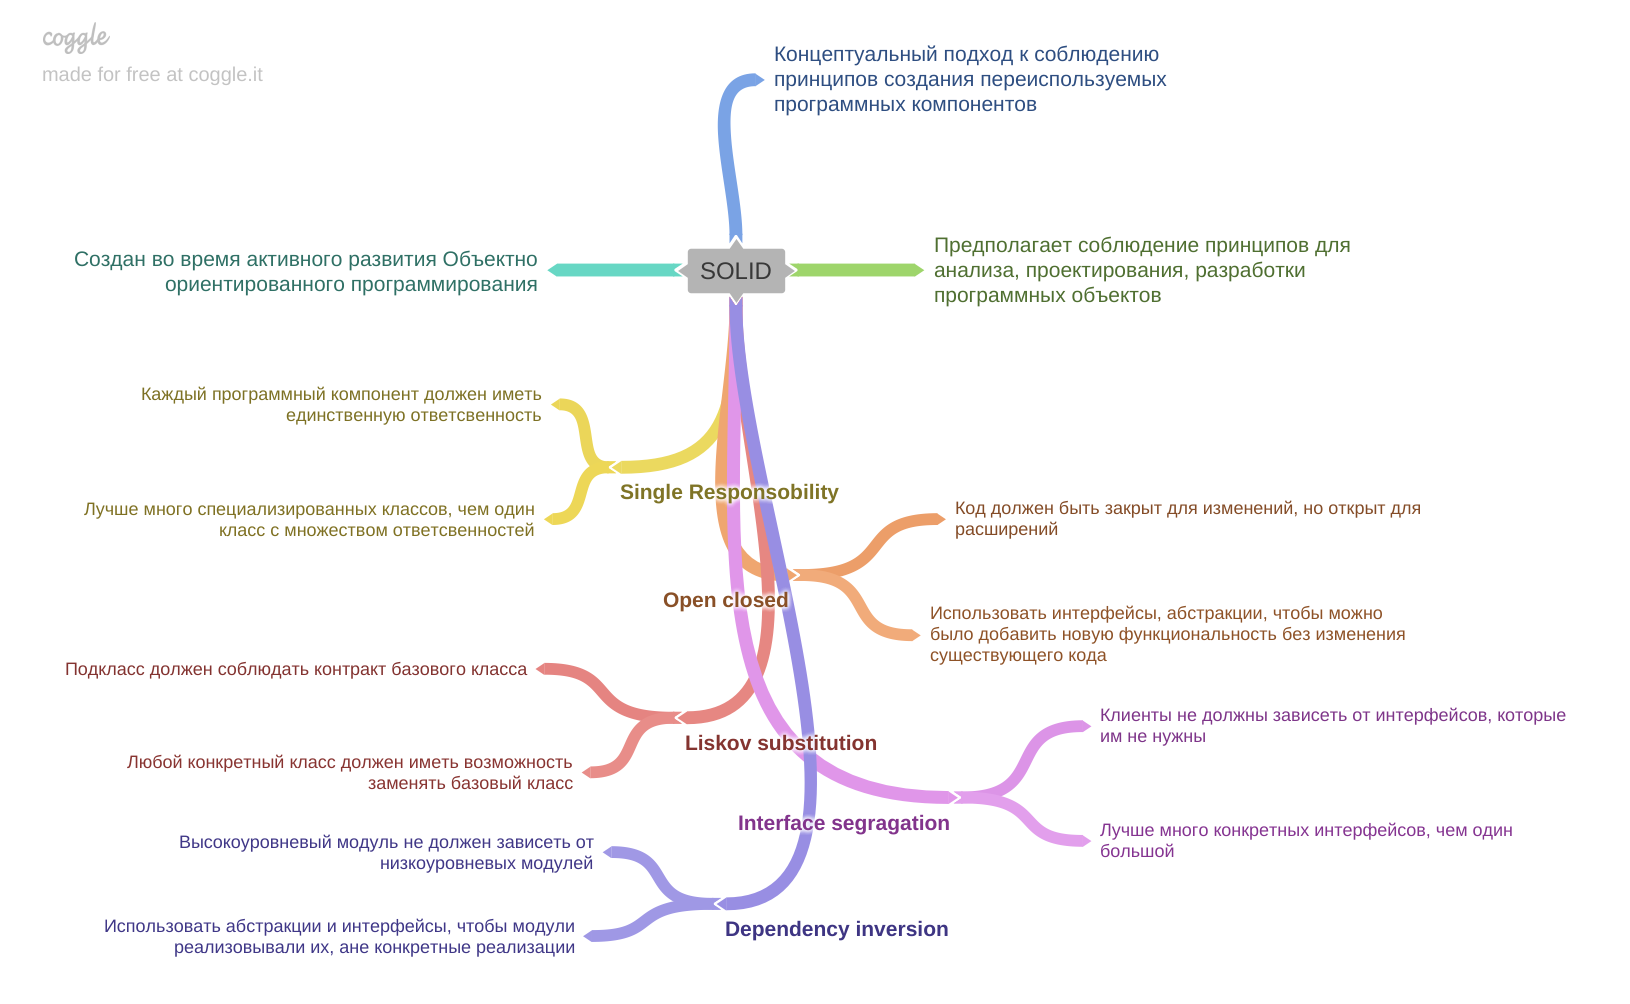 coggle
made for free at coggle.it
Концептуальный подход к соблюдению
принципов создания переиспользуемых
программных компонентов
Создан во время активного развития Объектно
ориентированного программирования
SOLID
Предполагает соблюдение принципов для
анализа, проектирования, разработки
программных объектов
Каждый программный компонент должен иметь
единственную ответсвенность
Лучше много специализированных классов, чем один
класс с множеством ответсвенностей
Single Responsobility
Код должен быть закрыт для изменений, но открыт для
расширений
Open closed
Использовать интерфейсы, абстракции, чтобы можно
было добавить новую функциональность без изменения
существующего кода
Подкласс должен соблюдать контракт базового класса
Любой конкретный класс должен иметь возможность
заменять базовый класс
Liskov substitution
Клиенты не должны зависеть от интерфейсов, которые
им не нужны
Interface segragation
Лучше много конкретных интерфейсов, чем один
большой
Высокоуровневый модуль не должен зависеть от
низкоуровневых модулей
Использовать абстракции и интерфейсы, чтобы модули
реализовывали их, ане конкретные реализации
Dependency inversion